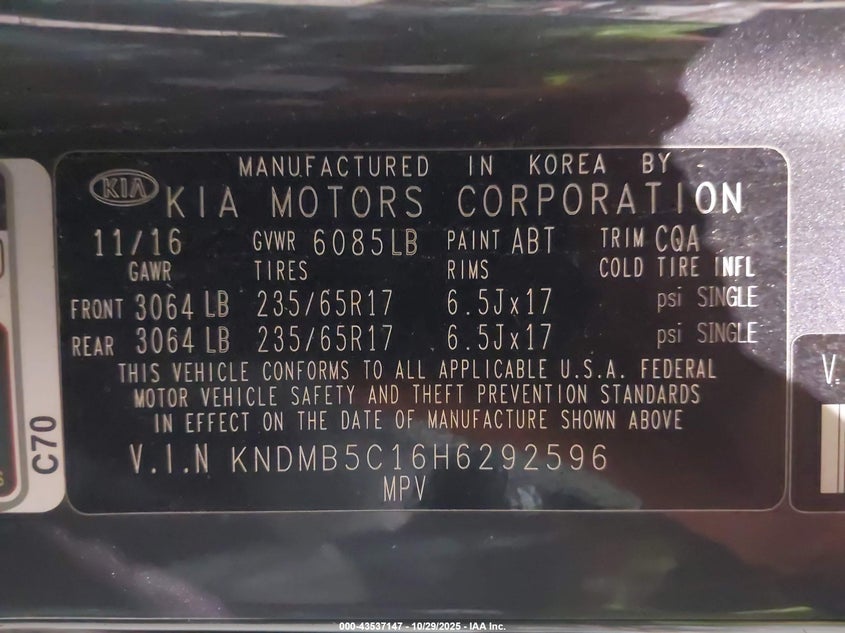 MANUFACTURED IN KOREA BY
KIA KIA MOTORS CORPORATION
11/16 GVWR 6085LB PAINT ABT TRIM CQA
GAWR TIRES RIMS COLD TIRE INFL
FRONT 3064 LB 235/65R17 6.5Jx17 psi SINGLE
REAR 3064 LB 235/65R17 6.5Jx17 psi SINGLE
THIS VEHICLE CONFORMS TO ALL APPLICABLE U.S.A. FEDERAL
MOTOR VEHICLE SAFETY AND THEFT PREVENTION STANDARDS
IN EFFECT ON THE DATE OF MANUFACTURE SHOWN ABOVE
V.I.N KNDMB5C16H6292596
MPV
C70
V.
000-43537147 - 10/29/2025 - IAA Inc.